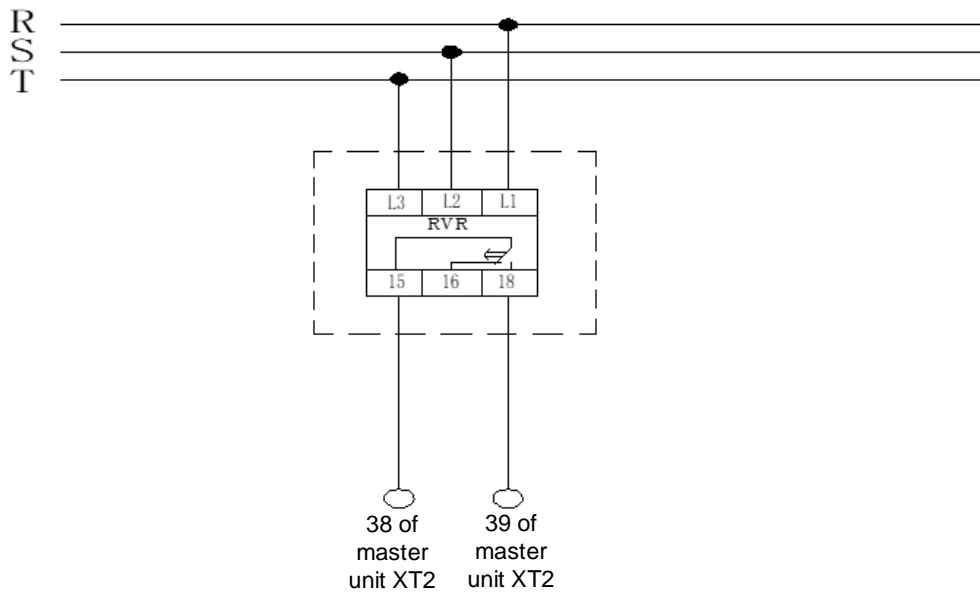 R
S
T
L3 L2 L1
RVR
15 16 18
38 of
master
unit XT2
39 of
master
unit XT2